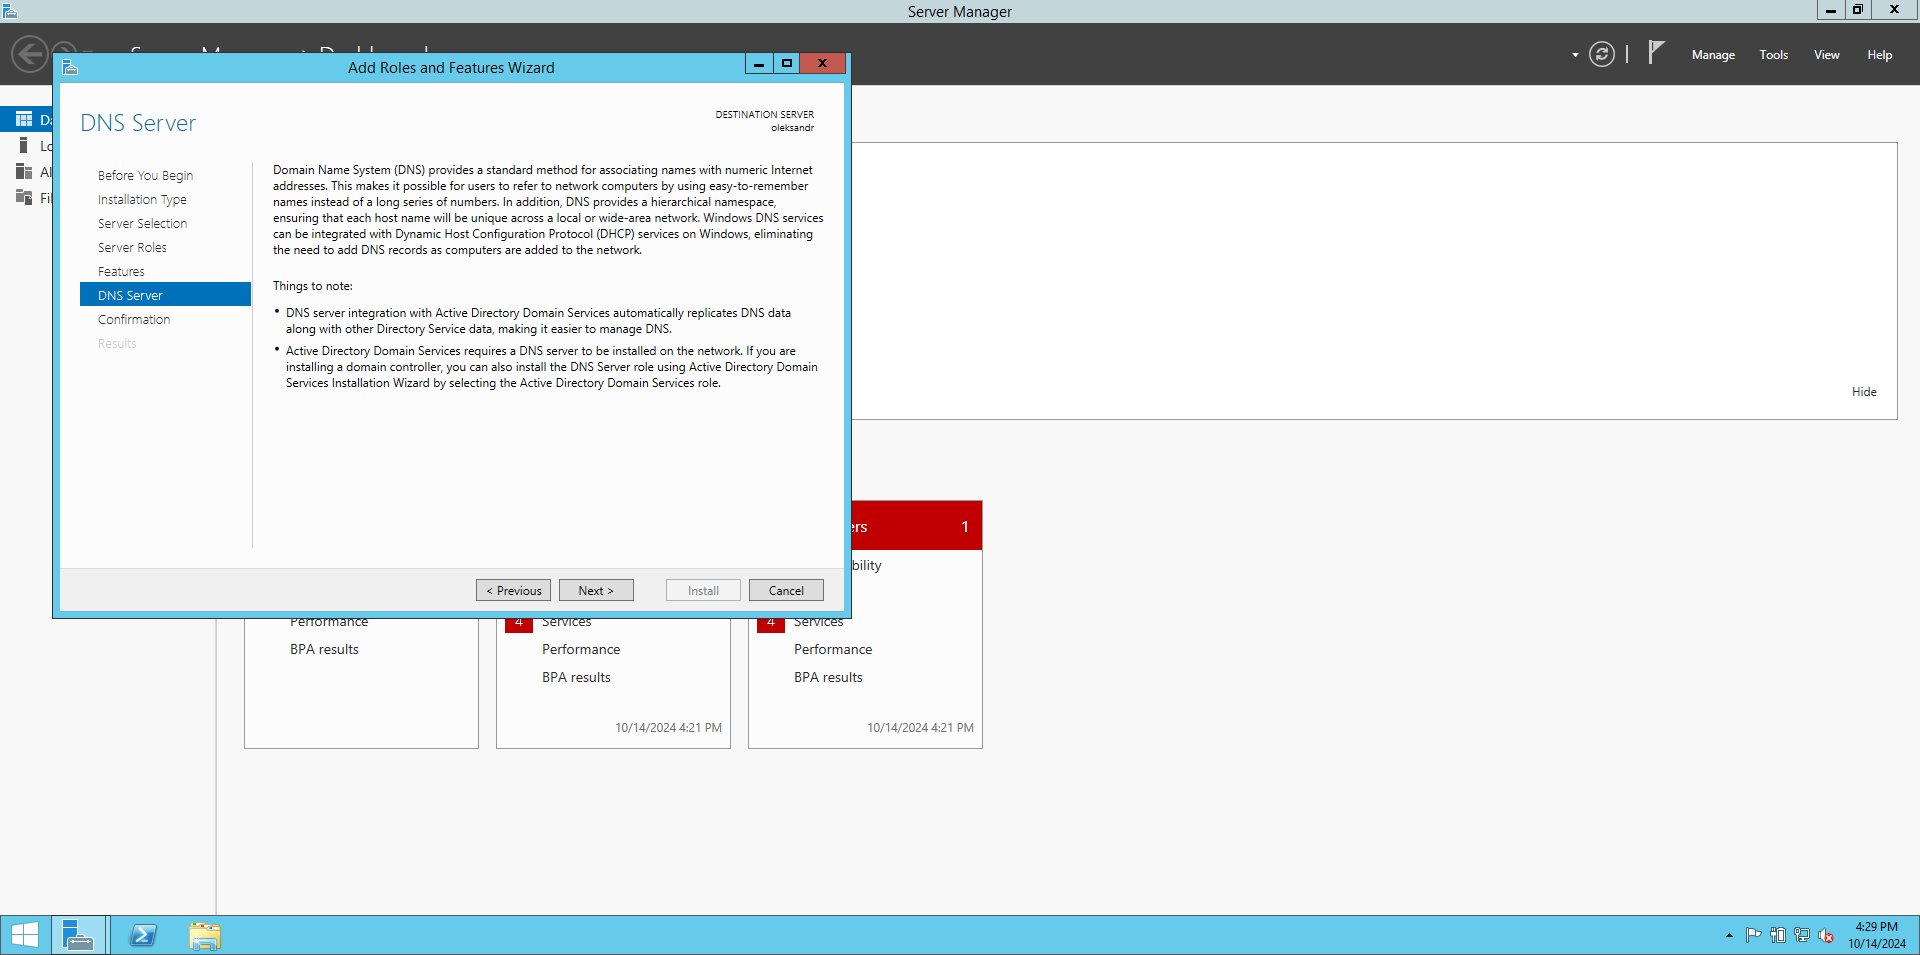 Server Manager
Manage
Tools
View
Help
Add Roles and Features Wizard
DNS Server
DESTINATION SERVER
oleksandr
Before You Begin
Installation Type
Server Selection
Server Roles
Features
DNS Server
Confirmation
Results
Domain Name System (DNS) provides a standard method for associating names with numeric Internet
addresses. This makes it possible for users to refer to network computers by using easy-to-remember
names instead of a long series of numbers. In addition, DNS provides a hierarchical namespace,
ensuring that each host name will be unique across a local or wide-area network. Windows DNS services
can be integrated with Dynamic Host Configuration Protocol (DHCP) services on Windows, eliminating
the need to add DNS records as computers are added to the network.
Things to note:
• DNS server integration with Active Directory Domain Services automatically replicates DNS data
along with other Directory Service data, making it easier to manage DNS.
• Active Directory Domain Services requires a DNS server to be installed on the network. If you are
installing a domain controller, you can also install the DNS Server role using Active Directory Domain
Services Installation Wizard by selecting the Active Directory Domain Services role.
< Previous
Next >
Install
Cancel
Hide
ers 1
bility
Performance
BPA results
4 Services
Performance
BPA results
10/14/2024 4:21 PM
4 Services
Performance
BPA results
10/14/2024 4:21 PM
4:29 PM
10/14/2024